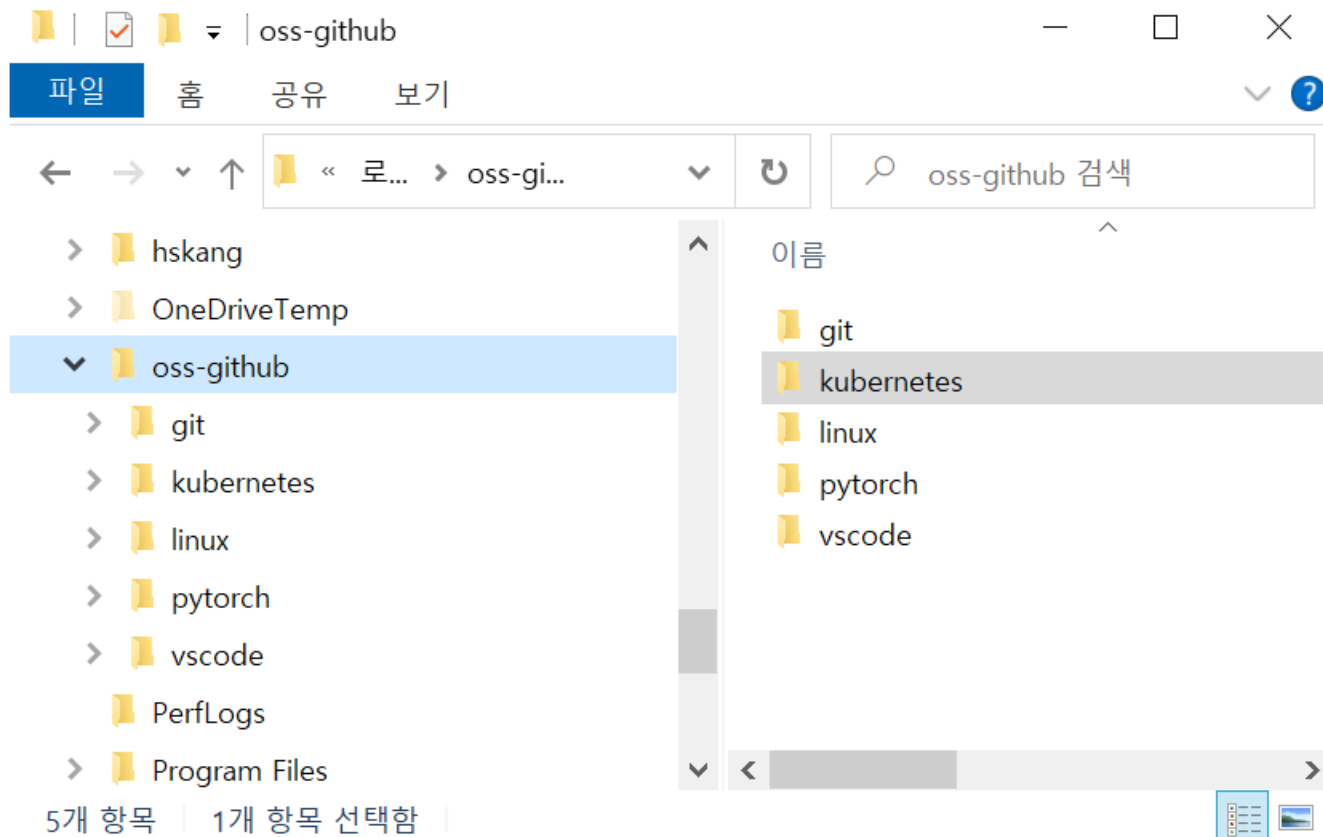 oss-github
파일 홈 공유 보기
« 로... > oss-gi...
oss-github 검색
hskang
OneDriveTemp
oss-github
git
kubernetes
linux
pytorch
vscode
PerfLogs
Program Files
이름
git
kubernetes
linux
pytorch
vscode
5개 항목 1개 항목 선택함